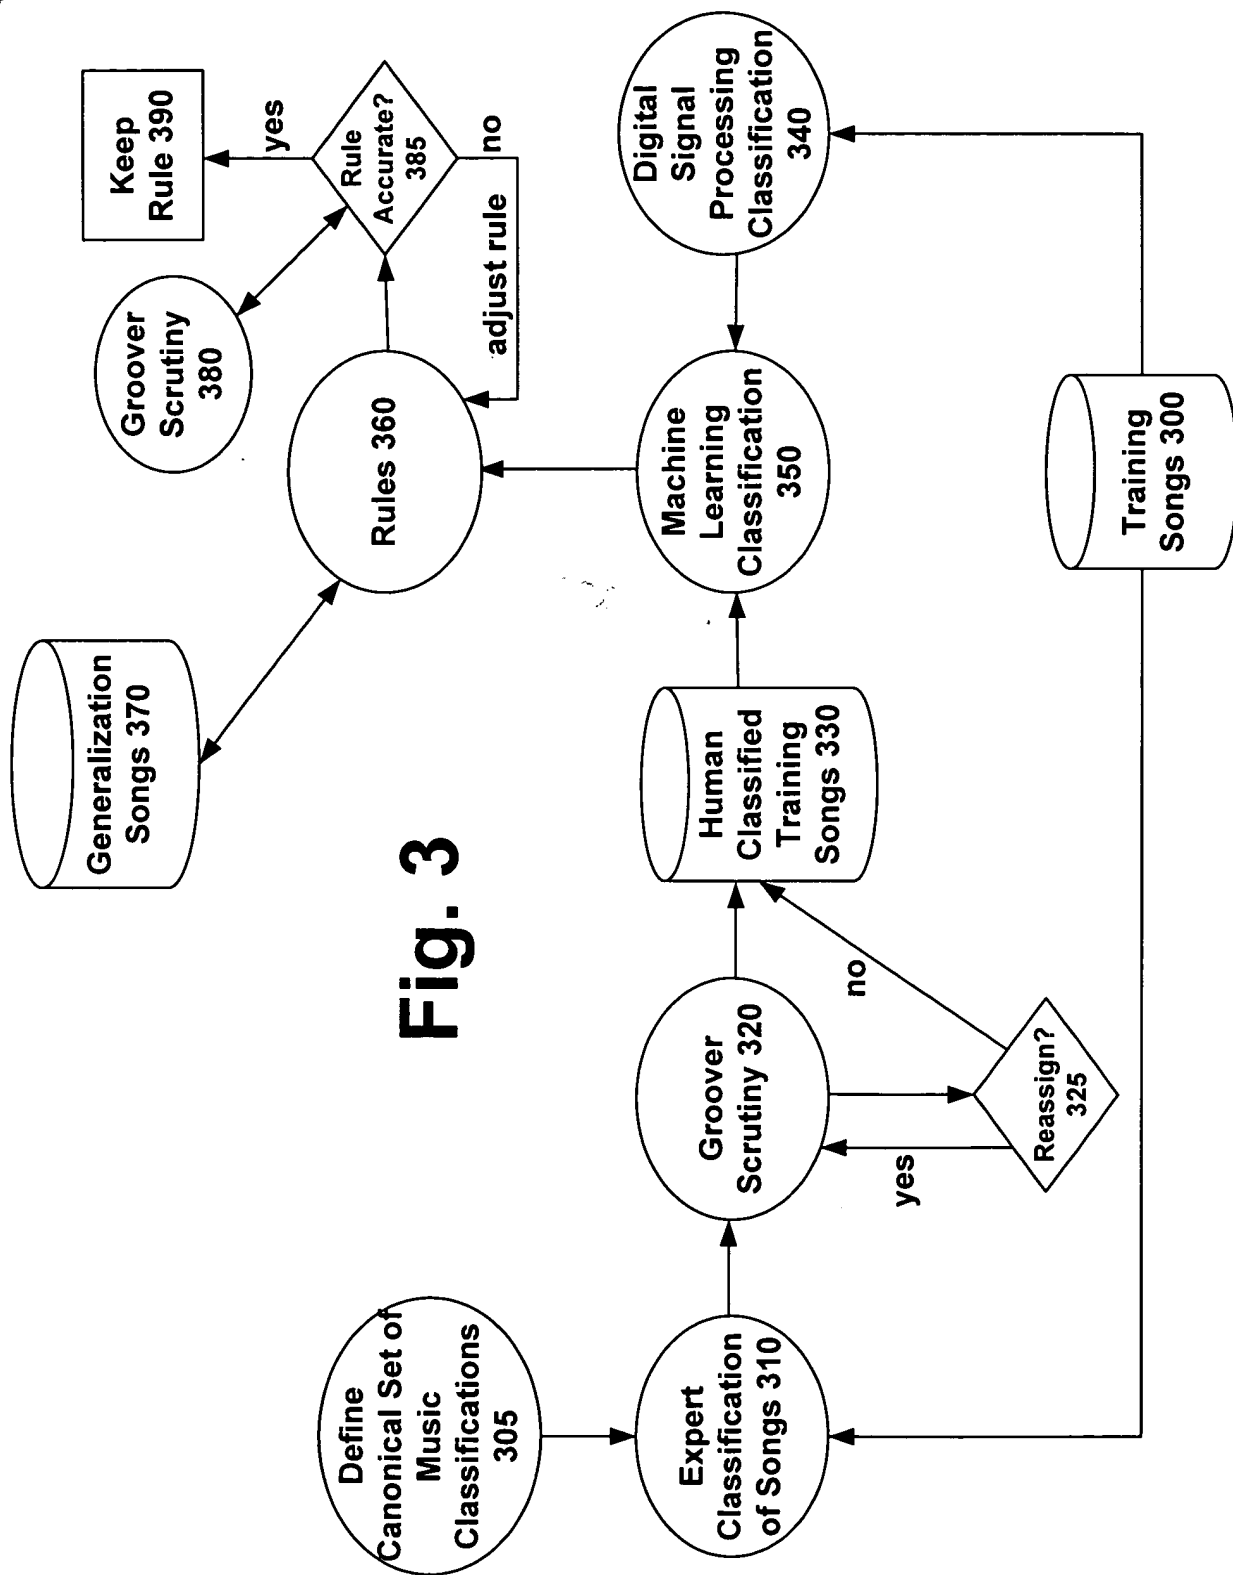 Define
Canonical Set of
Music
Classifications
305
Expert
Classification
of Songs 310
Groover
Scrutiny 320
yes
no
Reassign?
325
Human
Classified
Training
Songs 330
Machine
Learning
Classification
350
Digital
Signal
Processing
Classification
340
Training
Songs 300
Generalization
Songs 370
Rules 360
Groover
Scrutiny
380
Rule
Accurate?
385
yes
no
adjust rule
Keep
Rule 390
Fig. 3